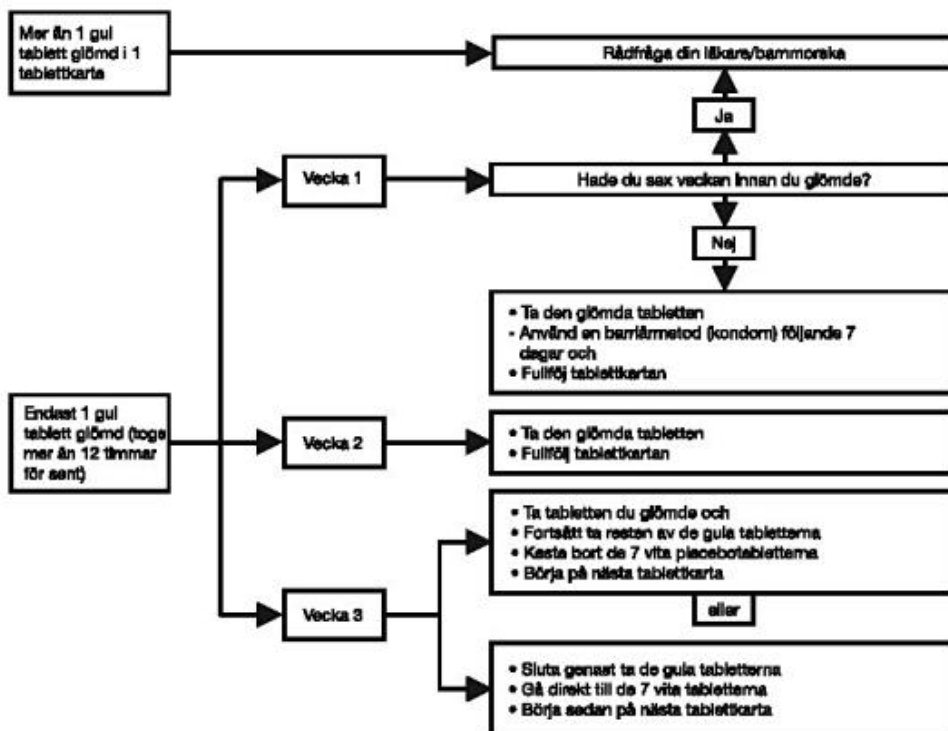 Mer än 1 gul
tablett glömd i 1
tablettkarta
Rådfråga din läkare/barnmorska
Ja
Vecka 1
Hade du sex veckan innan du glömde?
Nej
• Ta den glömda tabletten
- Använd en barriärmetod (kondom) följande 7
dagar och
• Fullföj tablettkartan
Endast 1 gul
tablett glömd (togs
mer än 12 timmar
för sent)
Vecka 2
• Ta den glömda tabletten
• Fullfölj tablettkartan
• Ta tabletten du glömde och
• Fortsätt ta resten av de gula tabletterna
• Kasta bort de 7 vita placebotabletterna
• Börja på nästa tablettkarta
Vecka 3
eller
• Sluta genast ta de gula tabletterna
• Gå direkt till de 7 vita tabletterna
• Börja sedan på nästa tablettkarta